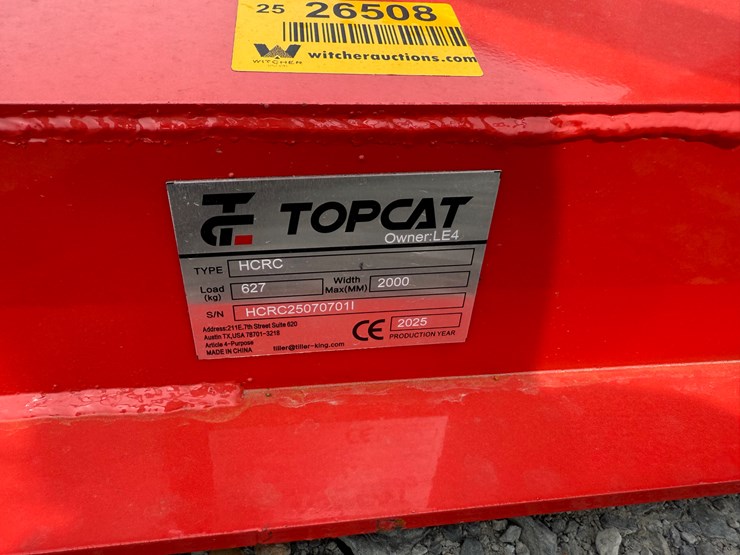 25 26508
WITCHER
witcherauctions.com
TOPCAT
Owner:LE4
TYPE HCRC
Load (kg) 627 Width Max(MM) 2000
S/N HCRC25070701I
Address:211E.7th Street Suite 620
Austin TX,USA 78701-3218
Article 4-Purpose
MADE IN CHINA
tiller@tiller-king.com
CE 2025
PRODUCTION YEAR